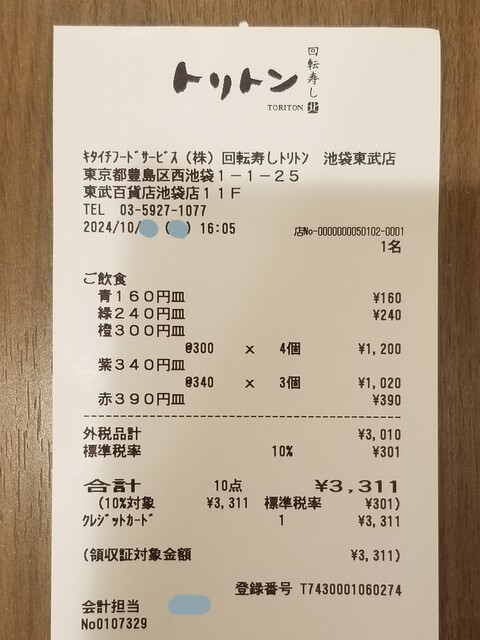 トリトン
回転寿し
TORITON 北
ｷﾀｲﾁﾌｰﾄﾞｻｰﾋﾞｽ（株）回転寿しﾄﾘﾄﾝ 池袋東武店
東京都豊島区西池袋１－１－２５
東武百貨店池袋店１１Ｆ
TEL 03-5927-1077
2024/10/ ( ) 16:05
店No-0000000050102-0001
1名
ご飲食
青１６０円皿 ¥160
緑２４０円皿 ¥240
橙３００円皿
@300 x 4個 ¥1,200
紫３４０円皿
@340 x 3個 ¥1,020
赤３９０円皿 ¥390
外税品計 ¥3,010
標準税率 10% ¥301
合計 10点 ¥3,311
(10%対象 ¥3,311 標準税率 ¥301)
ｸﾚｼﾞｯﾄｶｰﾄﾞ 1 ¥3,311
(領収証対象金額 ¥3,311)
登録番号 T7430001060274
会計担当
No0107329